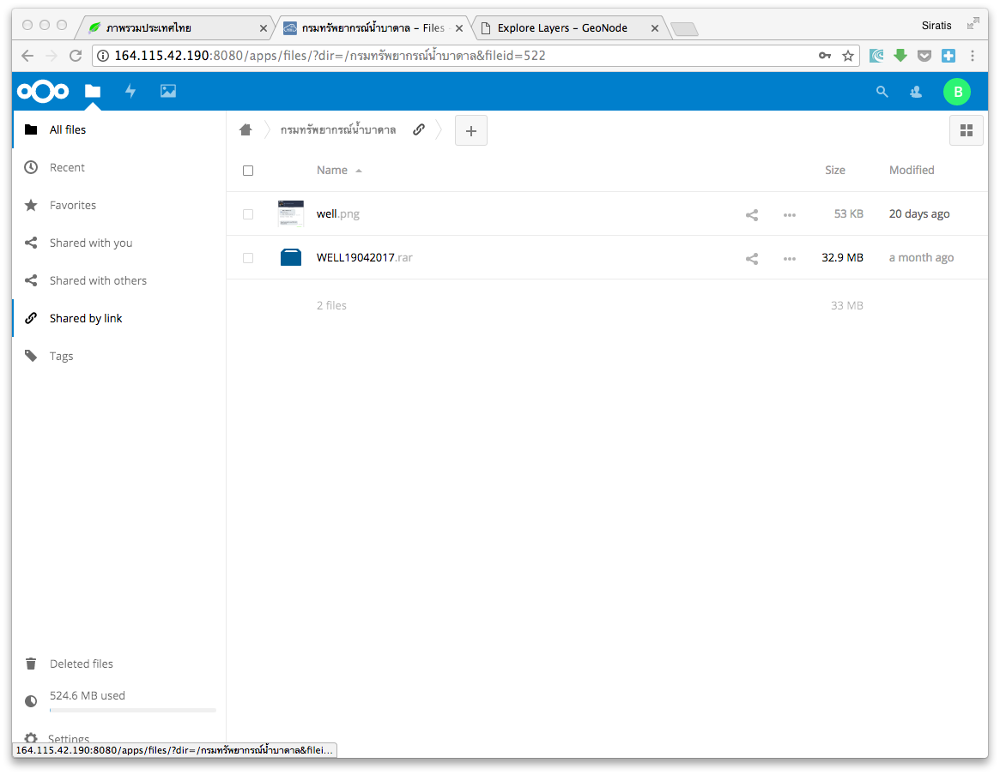 ภาพรวมประเทศไทย
กรมทรัพยากรน้ำบาดาล – Files -
Explore Layers – GeoNode
Siratis
164.115.42.190:8080/apps/files/?dir=/กรมทรัพยากรน้ำบาดาล&fileid=522
B
All files
Recent
Favorites
Shared with you
Shared with others
Shared by link
Tags
กรมทรัพยากรน้ำบาดาล
+
Name
Size
Modified
well.png
53 KB
20 days ago
WELL19042017.rar
32.9 MB
a month ago
2 files
33 MB
Deleted files
524.6 MB used
Settings
164.115.42.190:8080/apps/files/?dir=/กรมทรัพยากรน้ำบาดาล&filei...